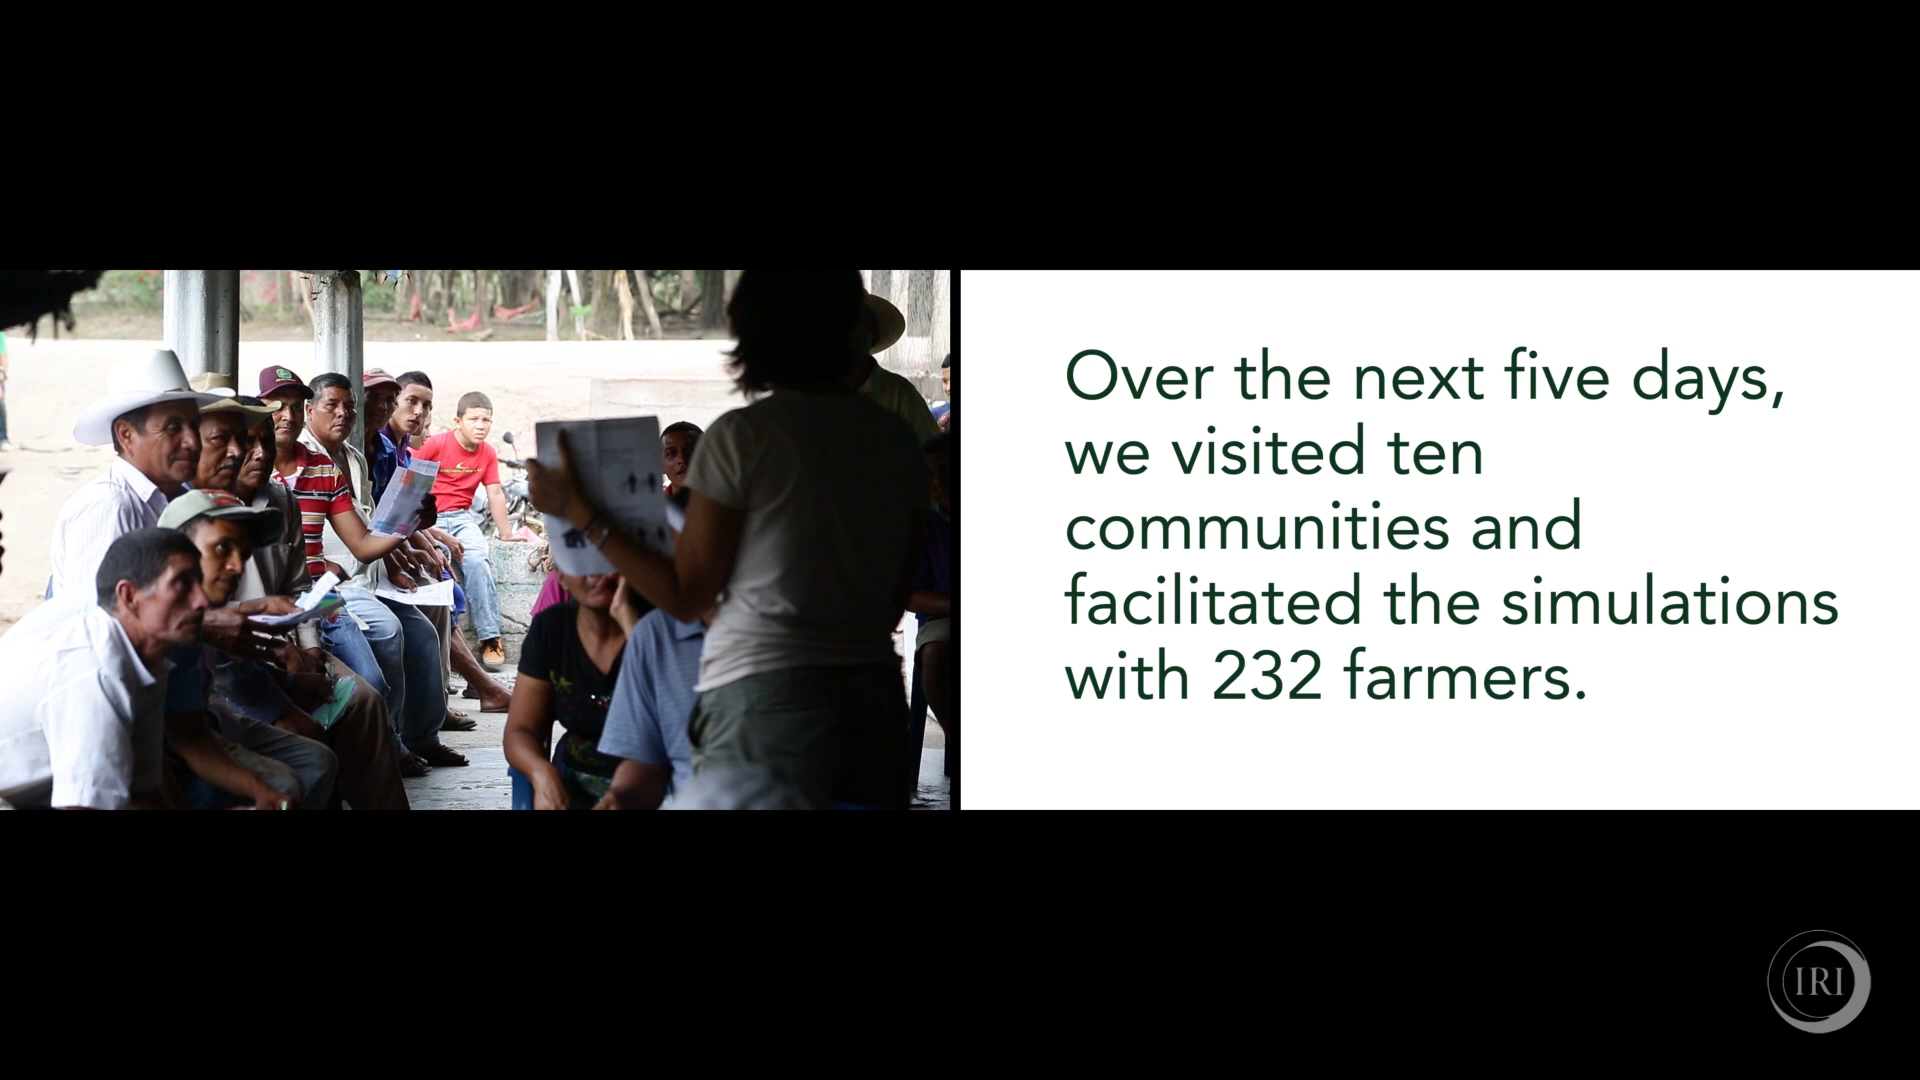 Over the next five days,
we visited ten
communities and
facilitated the simulations
with 232 farmers.
IRI